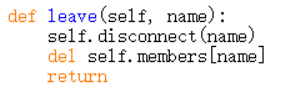 def leave(self, name):
    self.disconnect(name)
    del self.members[name]
    return